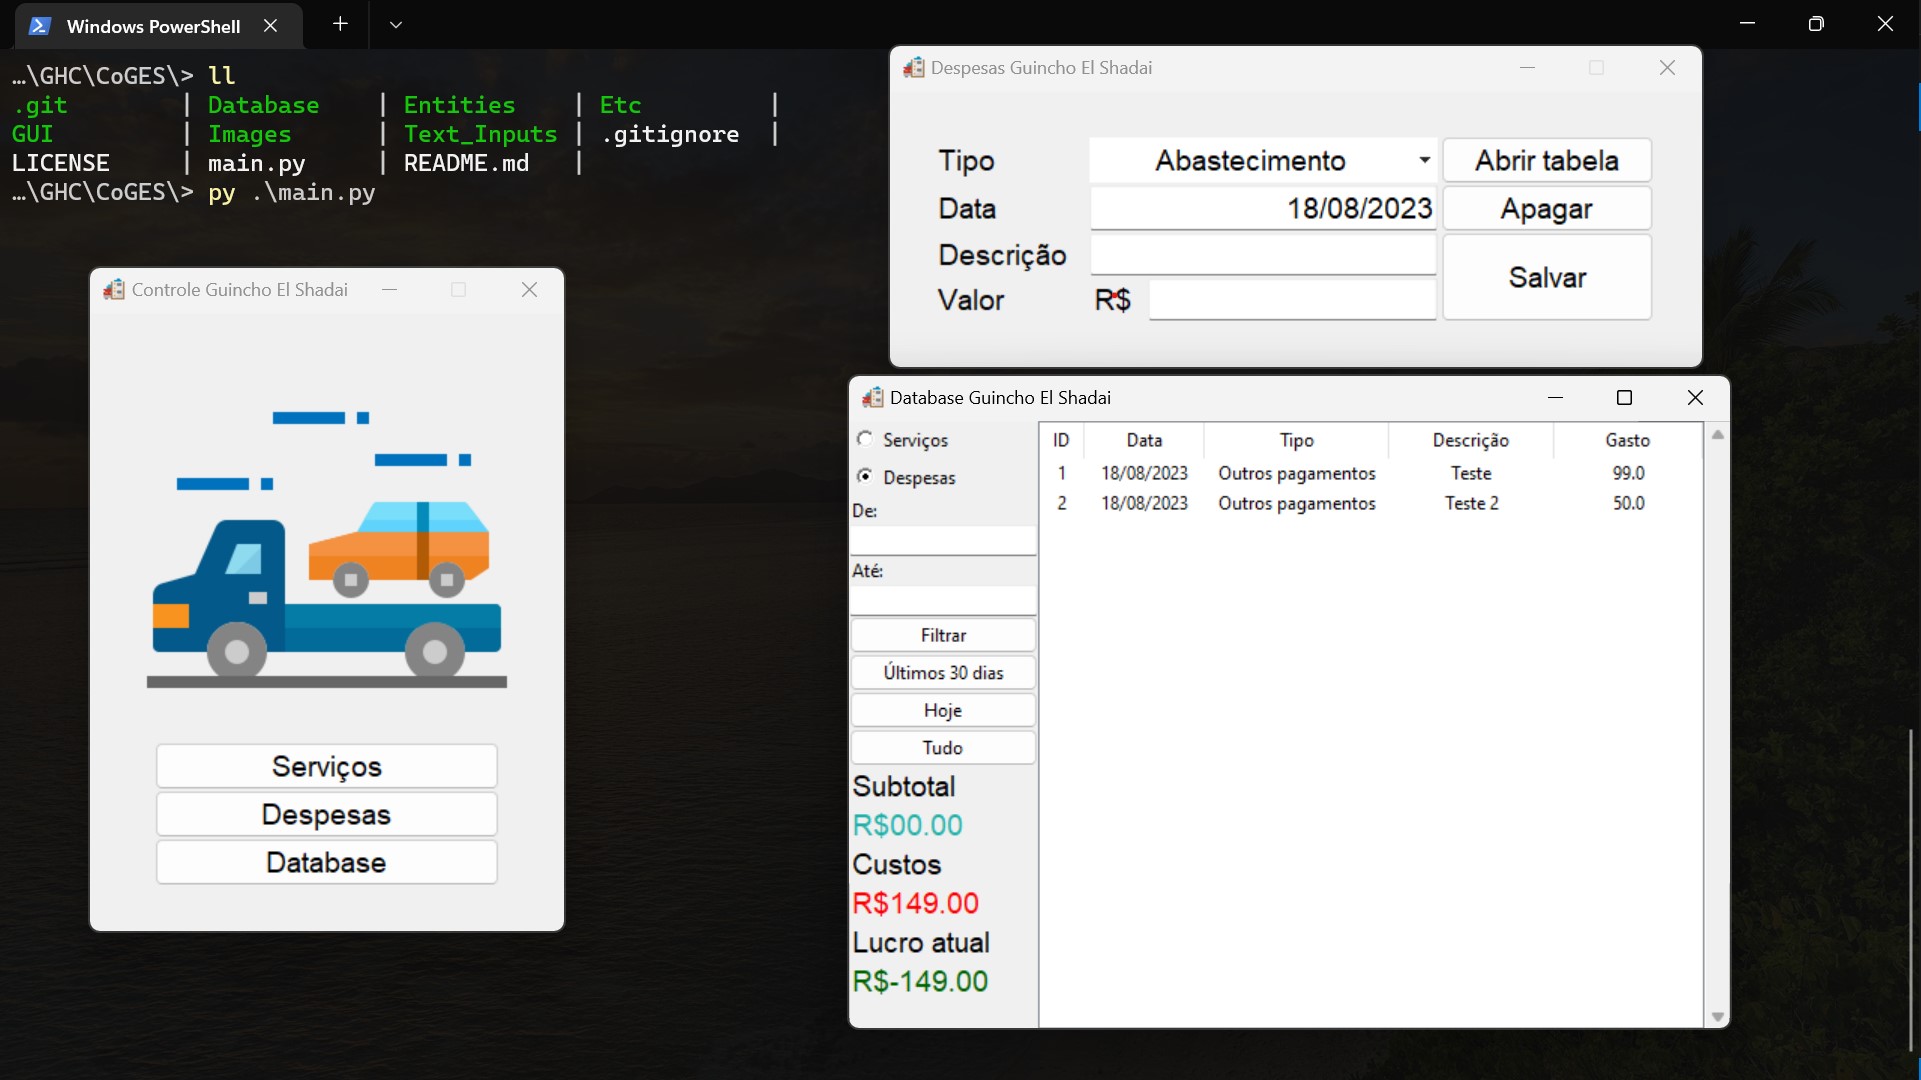 Windows PowerShell
…\GHC\CoGES\> ll
.git | Database | Entities | Etc |
GUI | Images | Text_Inputs | .gitignore |
LICENSE | main.py | README.md |
…\GHC\CoGES\> py .\main.py
Controle Guincho El Shadai
Serviços
Despesas
Database
Despesas Guincho El Shadai
Tipo Abastecimento Abrir tabela
Data 18/08/2023 Apagar
Descrição
Salvar
Valor R$
Database Guincho El Shadai
Serviços
Despesas
De:
Até:
Filtrar
Últimos 30 dias
Hoje
Tudo
Subtotal
R$00.00
Custos
R$149.00
Lucro atual
R$-149.00
ID Data Tipo Descrição Gasto
1 18/08/2023 Outros pagamentos Teste 99.0
2 18/08/2023 Outros pagamentos Teste 2 50.0